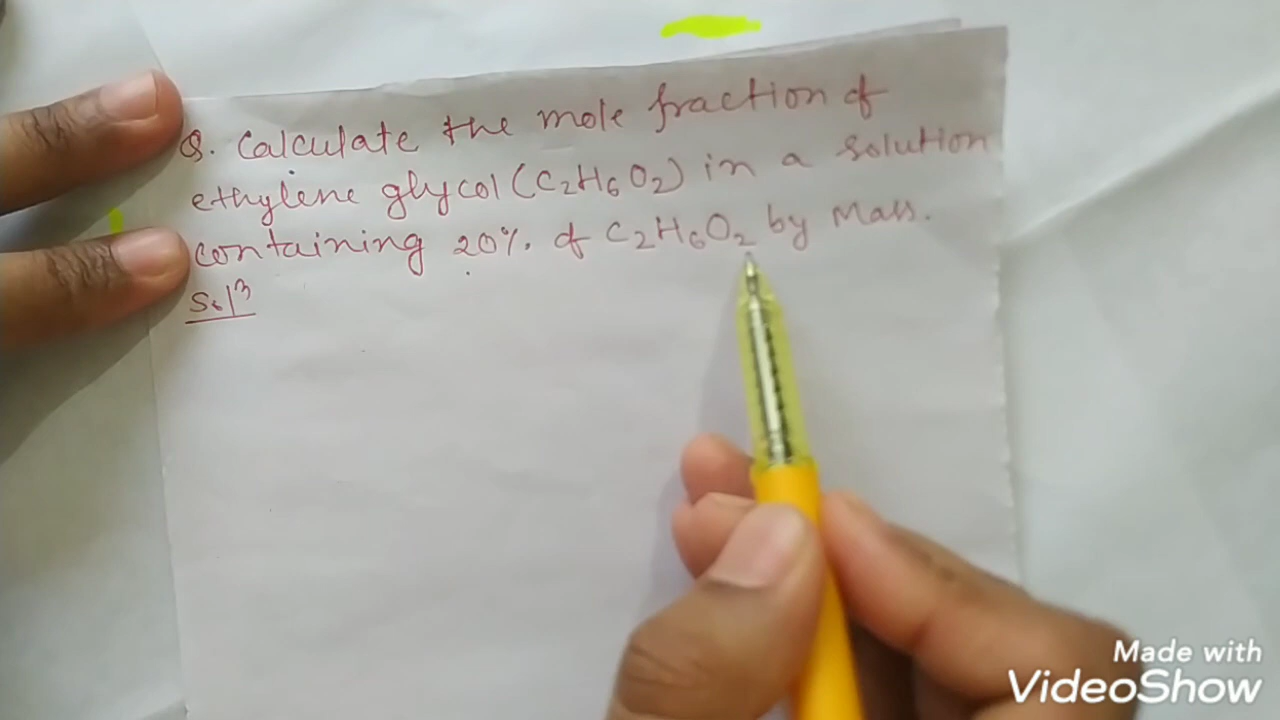 Q. Calculate the mole fraction of
ethylene glycol (C2H6O2) in a solution
containing 20% of C2H6O2 by Mass.
Sol^n
Made with
VideoShow